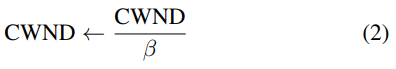 CWND ← CWND / β (2)